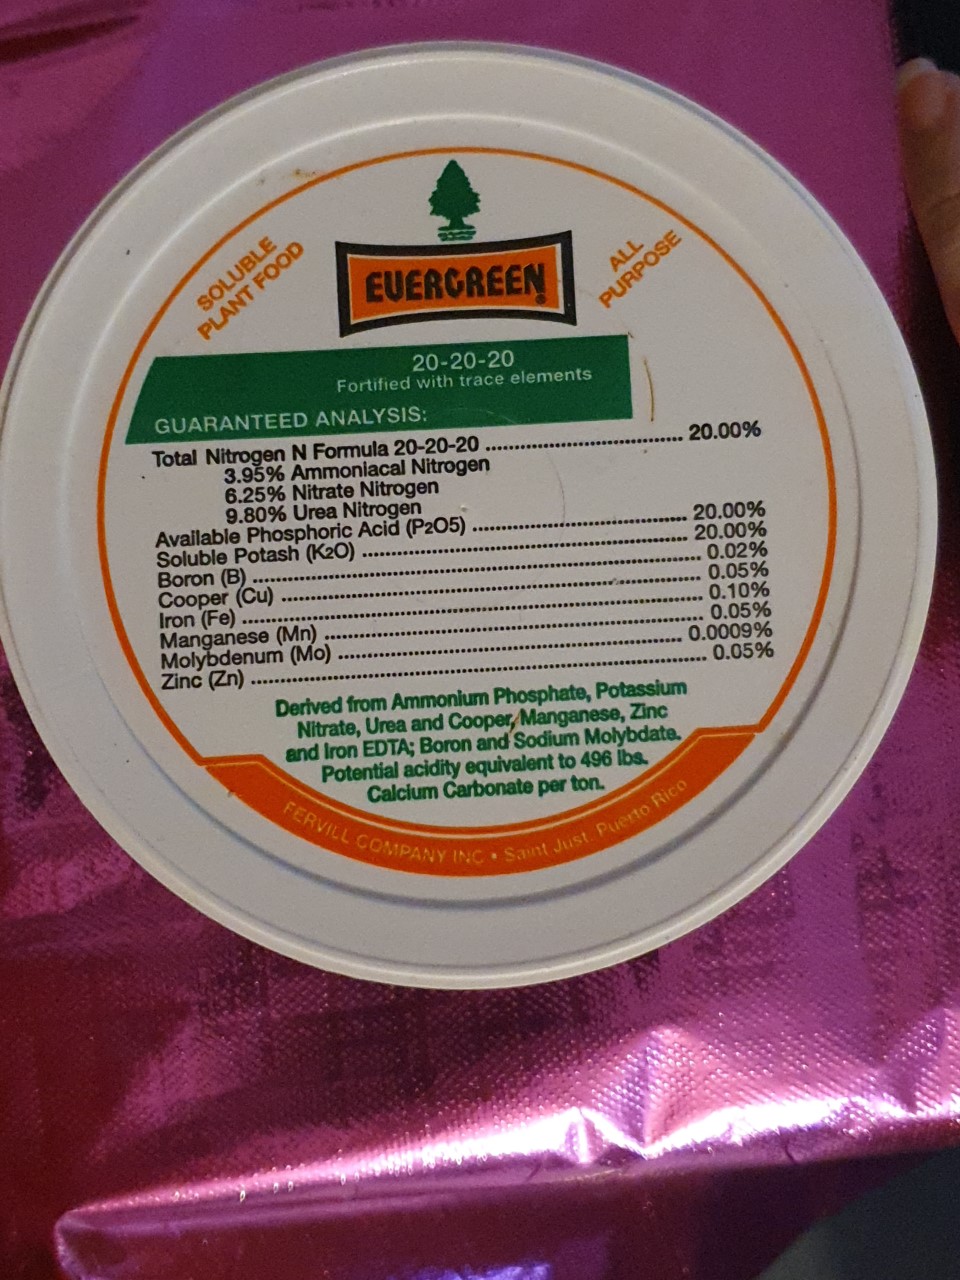 SOLUBLE
PLANT FOOD
EVERGREEN
ALL
PURPOSE
20-20-20
Fortified with trace elements
GUARANTEED ANALYSIS:
Total Nitrogen N Formula 20-20-20 ........................................ 20.00%
3.95% Ammoniacal Nitrogen
6.25% Nitrate Nitrogen
9.80% Urea Nitrogen
Available Phosphoric Acid (P2O5) ........................................ 20.00%
Soluble Potash (K2O) ........................................ 20.00%
Boron (B) ........................................ 0.02%
Cooper (Cu) ........................................ 0.05%
Iron (Fe) ........................................ 0.10%
Manganese (Mn) ........................................ 0.05%
Molybdenum (Mo) ........................................ 0.0009%
Zinc (Zn) ........................................ 0.05%
Derived from Ammonium Phosphate, Potassium
Nitrate, Urea and Cooper, Manganese, Zinc
and Iron EDTA; Boron and Sodium Molybdate.
Potential acidity equivalent to 496 lbs.
Calcium Carbonate per ton.
FERVILL COMPANY INC • Saint Just, Puerto Rico